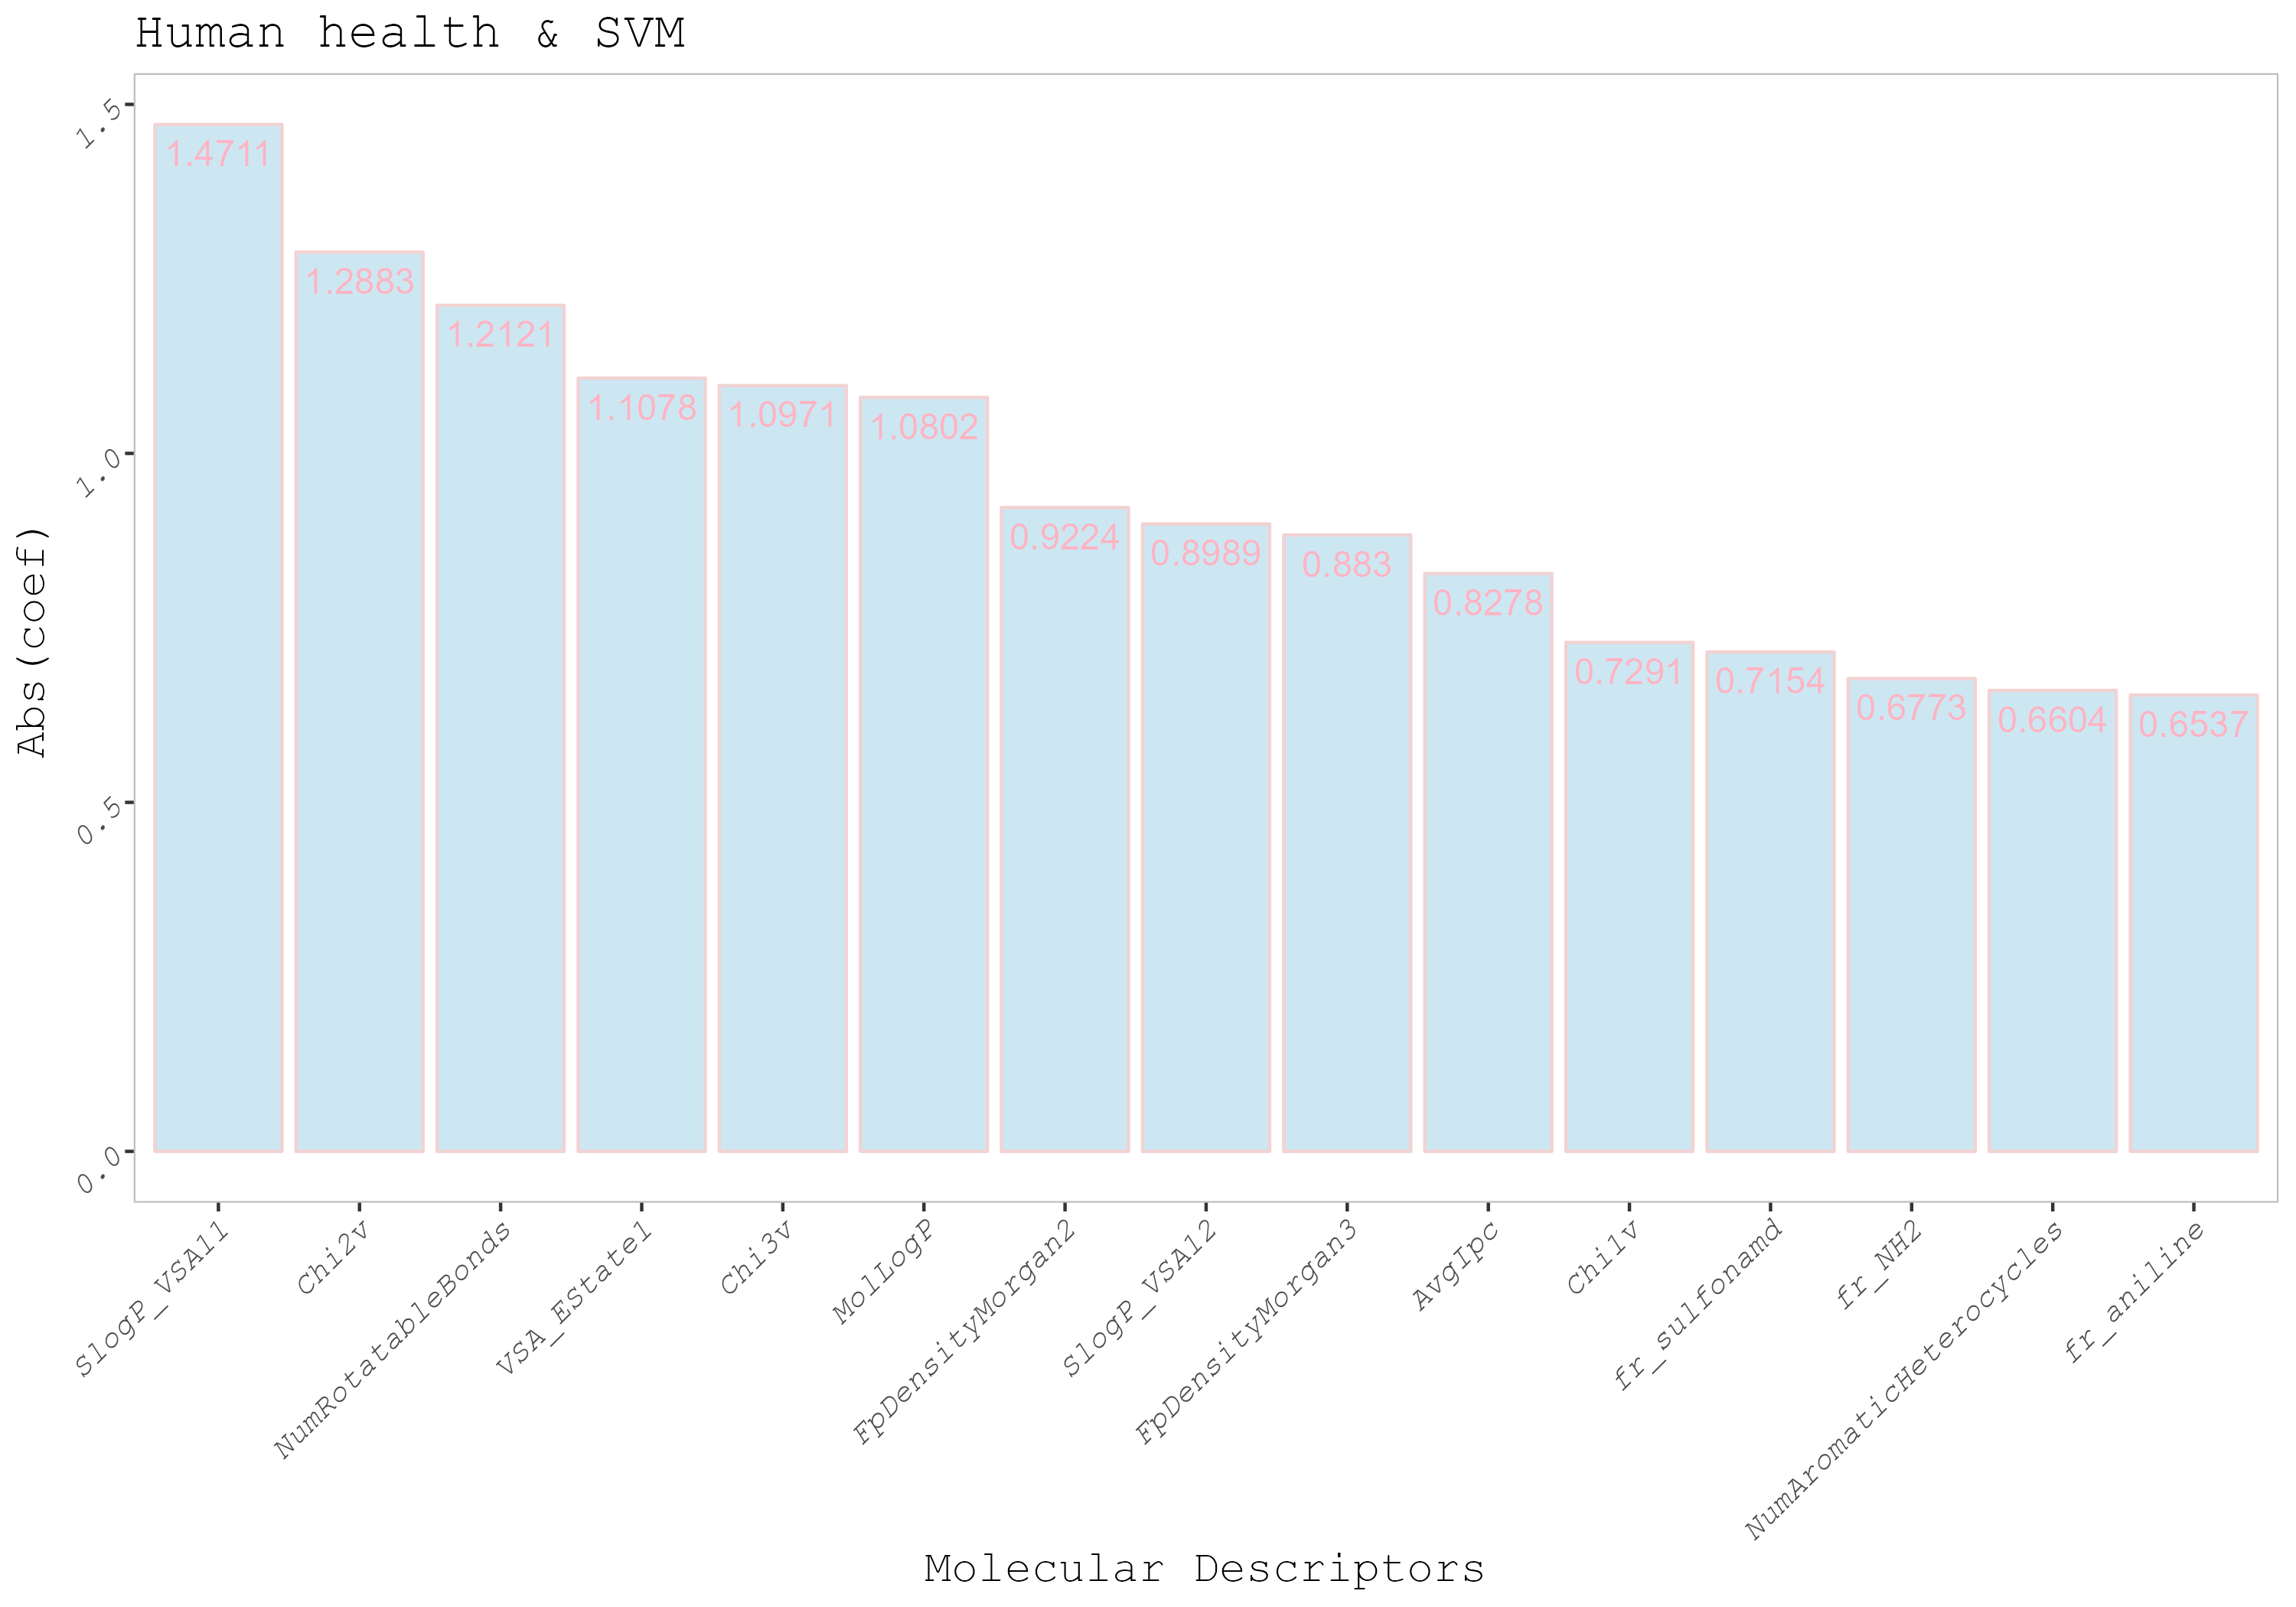 Human health & SVM
Abs(coef)
1.5
1.0
0.5
0.0
1.4711
1.2883
1.2121
1.1078
1.0971
1.0802
0.9224
0.8989
0.883
0.8278
0.7291
0.7154
0.6773
0.6604
0.6537
SlogP_VSA11
Chi2v
NumRotatableBonds
VSA_EState1
Chi3v
MolLogP
FpDensityMorgan2
SlogP_VSA12
FpDensityMorgan3
AvgIpc
Chi1v
fr_sulfonamd
fr_NH2
NumAromaticHeterocycles
fr_aniline
Molecular Descriptors